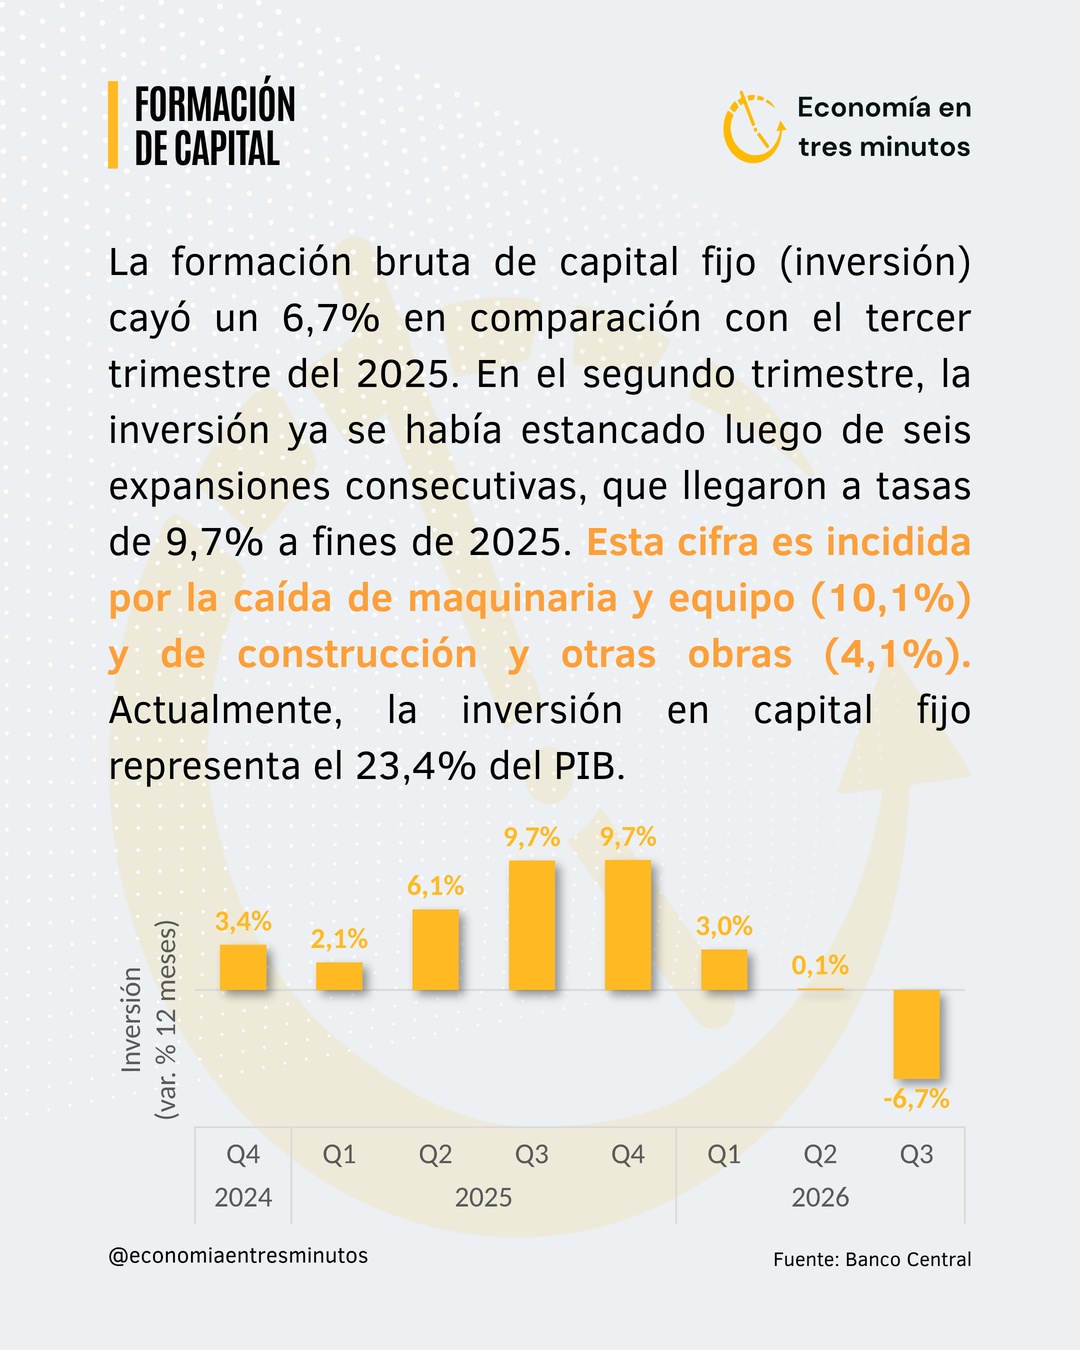 FORMACIÓN
DE CAPITAL
Economía en
tres minutos
La formación bruta de capital fijo (inversión)
cayó un 6,7% en comparación con el tercer
trimestre del 2025. En el segundo trimestre, la
inversión ya se había estancado luego de seis
expansiones consecutivas, que llegaron a tasas
de 9,7% a fines de 2025. Esta cifra es incidida
por la caída de maquinaria y equipo (10,1%)
y de construcción y otras obras (4,1%).
Actualmente, la inversión en capital fijo
representa el 23,4% del PIB.
Inversión
(var. % 12 meses)
3,4%
2,1%
6,1%
9,7%
9,7%
3,0%
0,1%
-6,7%
Q4 Q1 Q2 Q3 Q4 Q1 Q2 Q3
2024 2025 2026
@economiaentresminutos
Fuente: Banco Central